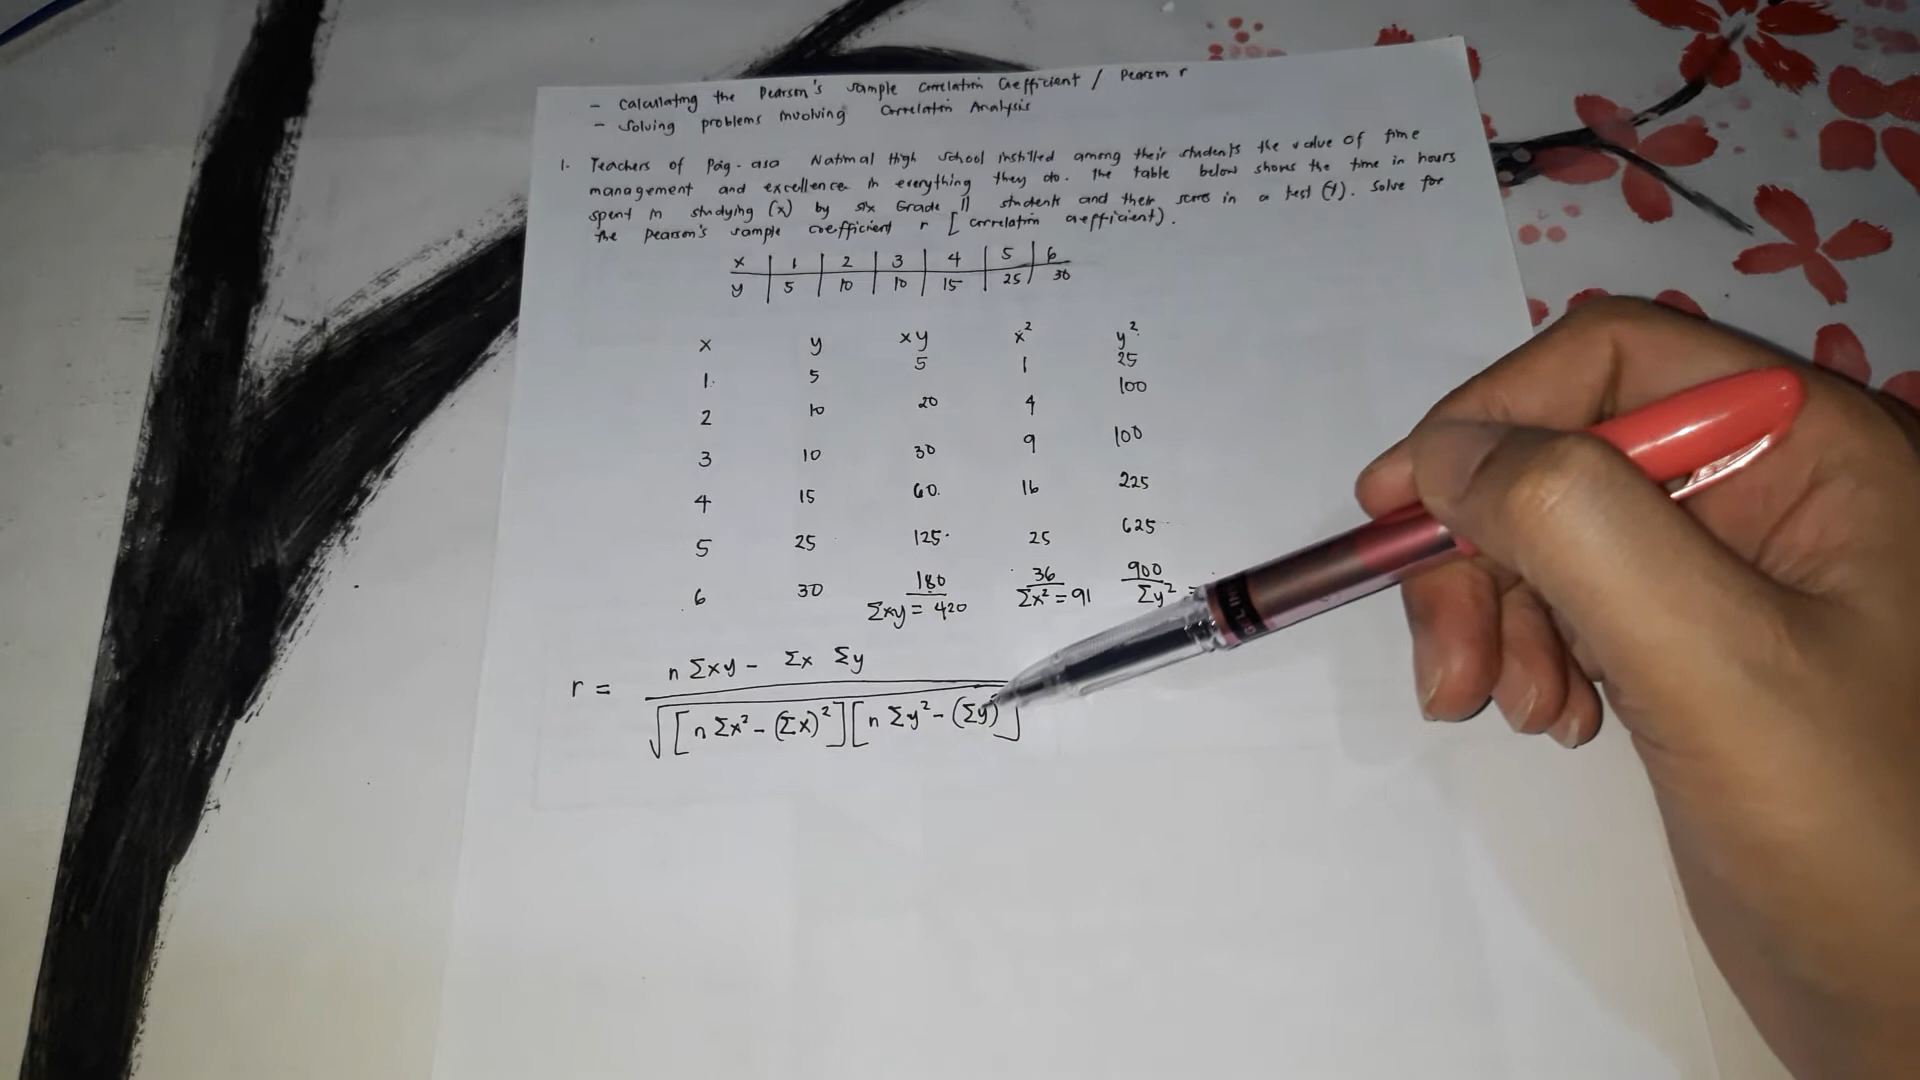 - Calculating the Pearson's sample correlation Coefficient / Pearson r
- Solving problems involving Correlation Analysis
1. Teachers of Pag-asa National High School instilled among their students the value of time
management and excellence in everything they do. The table below shows the time in hours
spent in studying (x) by six Grade 11 students and their scores in a test (Y). Solve for
the Pearson's sample coefficient r [correlation coefficient).
x | 1 | 2 | 3 | 4 | 5 | 6
y | 5 | 10 | 10 | 15 | 25 | 30
x y xy x² y²
1. 5 5 1 25
2 10 20 4 100
3 10 30 9 100
4 15 60. 16 225
5 25 125. 25 625
6 30 180 36 900
Σxy = 420 Σx² = 91 Σy² =
r = n Σxy - Σx Σy
√[n Σx² - (Σx)²][n Σy² - (Σy)]